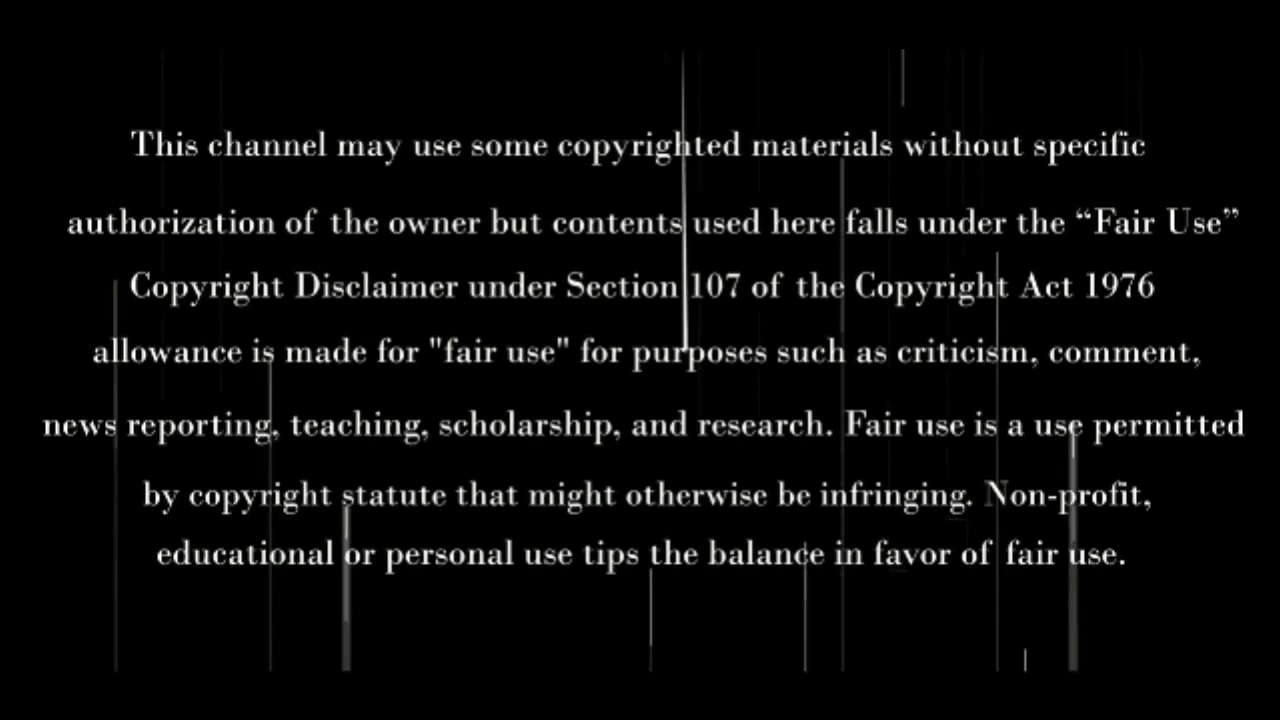 This channel may use some copyrighted materials without specific
authorization of the owner but contents used here falls under the “Fair Use”
Copyright Disclaimer under Section 107 of the Copyright Act 1976
allowance is made for "fair use" for purposes such as criticism, comment,
news reporting, teaching, scholarship, and research. Fair use is a use permitted
by copyright statute that might otherwise be infringing. Non-profit,
educational or personal use tips the balance in favor of fair use.